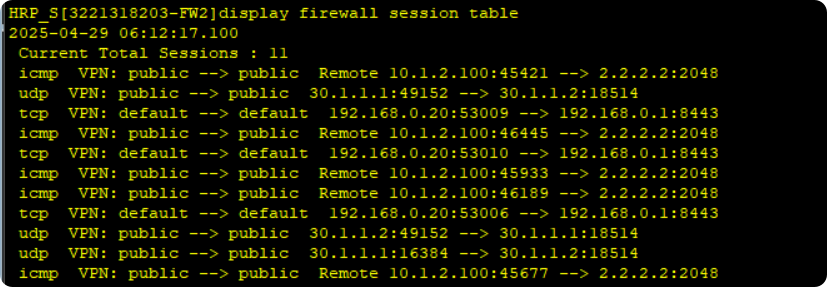 HRP_S[3221318203-FW2]display firewall session table
2025-04-29 06:12:17.100
Current Total Sessions : 11
icmp  VPN: public --> public  Remote 10.1.2.100:45421 --> 2.2.2.2:2048
udp  VPN: public --> public  30.1.1.1:49152 --> 30.1.1.2:18514
tcp  VPN: default --> default  192.168.0.20:53009 --> 192.168.0.1:8443
icmp  VPN: public --> public  Remote 10.1.2.100:46445 --> 2.2.2.2:2048
tcp  VPN: default --> default  192.168.0.20:53010 --> 192.168.0.1:8443
icmp  VPN: public --> public  Remote 10.1.2.100:45933 --> 2.2.2.2:2048
icmp  VPN: public --> public  Remote 10.1.2.100:46189 --> 2.2.2.2:2048
tcp  VPN: default --> default  192.168.0.20:53006 --> 192.168.0.1:8443
udp  VPN: public --> public  30.1.1.2:49152 --> 30.1.1.1:18514
udp  VPN: public --> public  30.1.1.1:16384 --> 30.1.1.2:18514
icmp  VPN: public --> public  Remote 10.1.2.100:45677 --> 2.2.2.2:2048